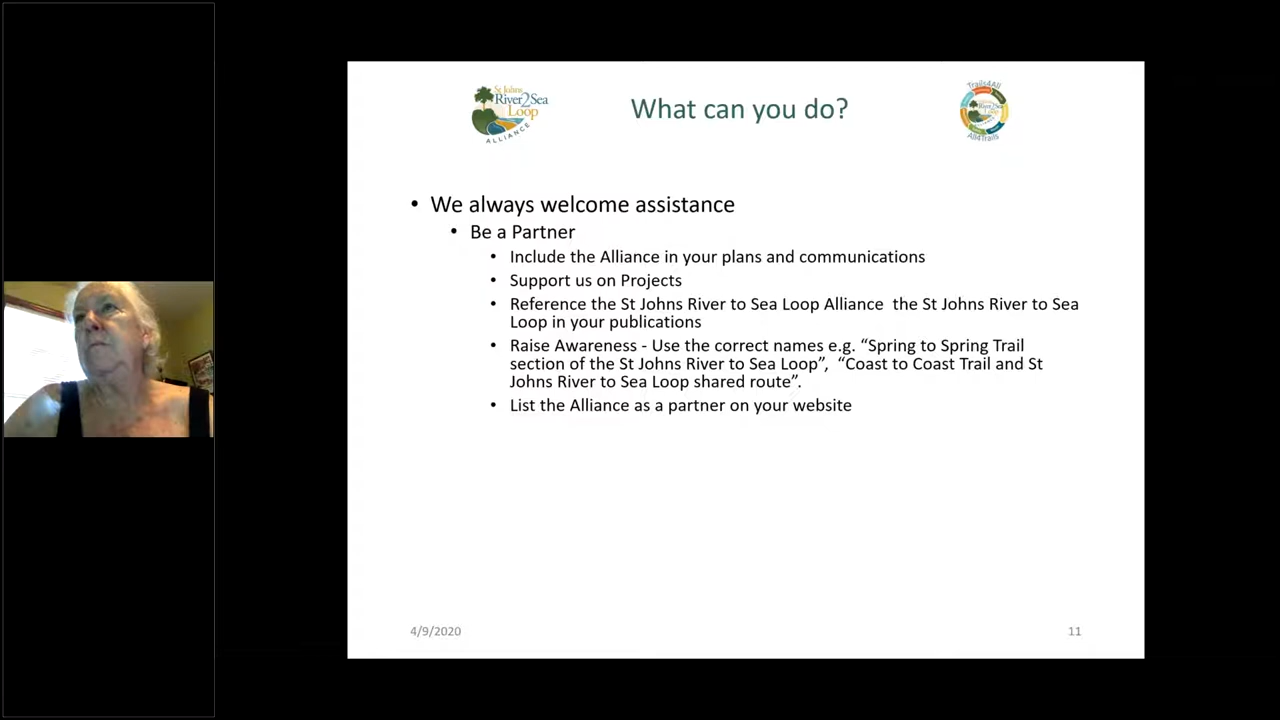 St Johns
River2Sea
Loop
ALLIANCE
What can you do?
Trails4All
River2Sea
All4Trails
• We always welcome assistance
• Be a Partner
• Include the Alliance in your plans and communications
• Support us on Projects
• Reference the St Johns River to Sea Loop Alliance  the St Johns River to Sea
Loop in your publications
• Raise Awareness - Use the correct names e.g. “Spring to Spring Trail
section of the St Johns River to Sea Loop”,  “Coast to Coast Trail and St
Johns River to Sea Loop shared route”.
• List the Alliance as a partner on your website
4/9/2020
11